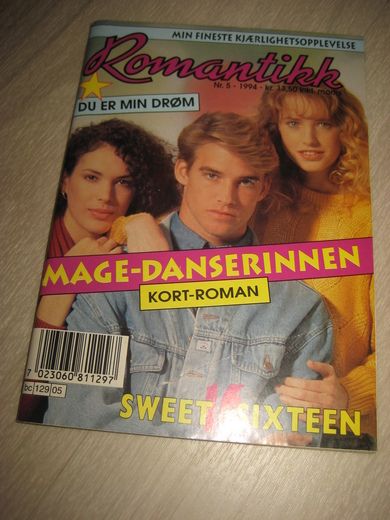 MIN FINESTE KJÆRLIGHETSOPPLEVELSE
Romantikk
Nr. 5 - 1994 - kr. 13,50 inkl. moms
DU ER MIN DRØM
MAGE-DANSERINNEN
KORT-ROMAN
7 023060 811297
bc 129 05
SWEET SIXTEEN